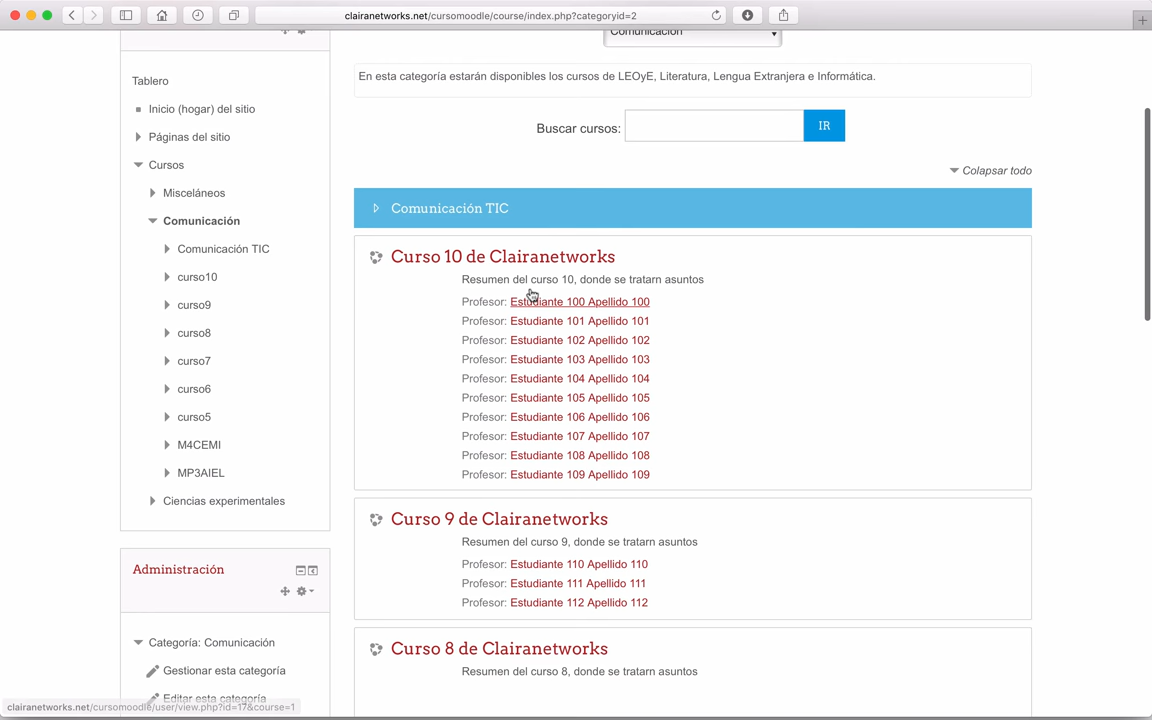 clairanetworks.net/cursomoodle/course/index.php?categoryid=2
Comunicación
En esta categoría estarán disponibles los cursos de LEOyE, Literatura, Lengua Extranjera e Informática.
Buscar cursos:
IR
Colapsar todo
Tablero
Inicio (hogar) del sitio
Páginas del sitio
Cursos
Misceláneos
Comunicación
Comunicación TIC
curso10
curso9
curso8
curso7
curso6
curso5
M4CEMI
MP3AIEL
Ciencias experimentales
Administración
Categoría: Comunicación
Gestionar esta categoría
Editar esta categoría
Comunicación TIC
Curso 10 de Clairanetworks
Resumen del curso 10, donde se tratarn asuntos
Profesor: Estudiante 100 Apellido 100
Profesor: Estudiante 101 Apellido 101
Profesor: Estudiante 102 Apellido 102
Profesor: Estudiante 103 Apellido 103
Profesor: Estudiante 104 Apellido 104
Profesor: Estudiante 105 Apellido 105
Profesor: Estudiante 106 Apellido 106
Profesor: Estudiante 107 Apellido 107
Profesor: Estudiante 108 Apellido 108
Profesor: Estudiante 109 Apellido 109
Curso 9 de Clairanetworks
Resumen del curso 9, donde se tratarn asuntos
Profesor: Estudiante 110 Apellido 110
Profesor: Estudiante 111 Apellido 111
Profesor: Estudiante 112 Apellido 112
Curso 8 de Clairanetworks
Resumen del curso 8, donde se tratarn asuntos
clairanetworks.net/cursomoodle/user/view.php?id=17&course=1